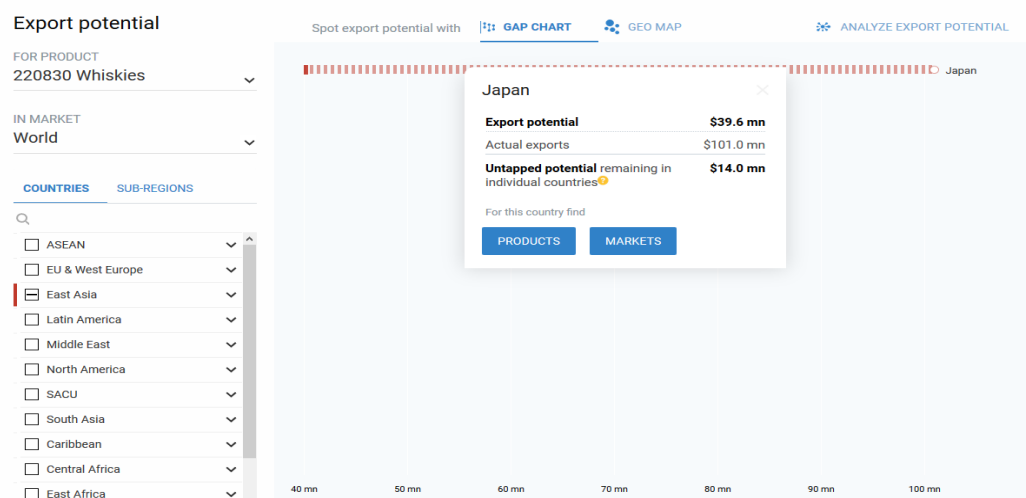 Export potential
FOR PRODUCT
220830 Whiskies
IN MARKET
World
COUNTRIES SUB-REGIONS
ASEAN
EU & West Europe
East Asia
Latin America
Middle East
North America
SACU
South Asia
Caribbean
Central Africa
East Africa
Spot export potential with GAP CHART GEO MAP ANALYZE EXPORT POTENTIAL
Japan
Japan
Export potential $39.6 mn
Actual exports $101.0 mn
Untapped potential remaining in $14.0 mn
individual countries?
For this country find
PRODUCTS MARKETS
40 mn 50 mn 60 mn 70 mn 80 mn 90 mn 100 mn